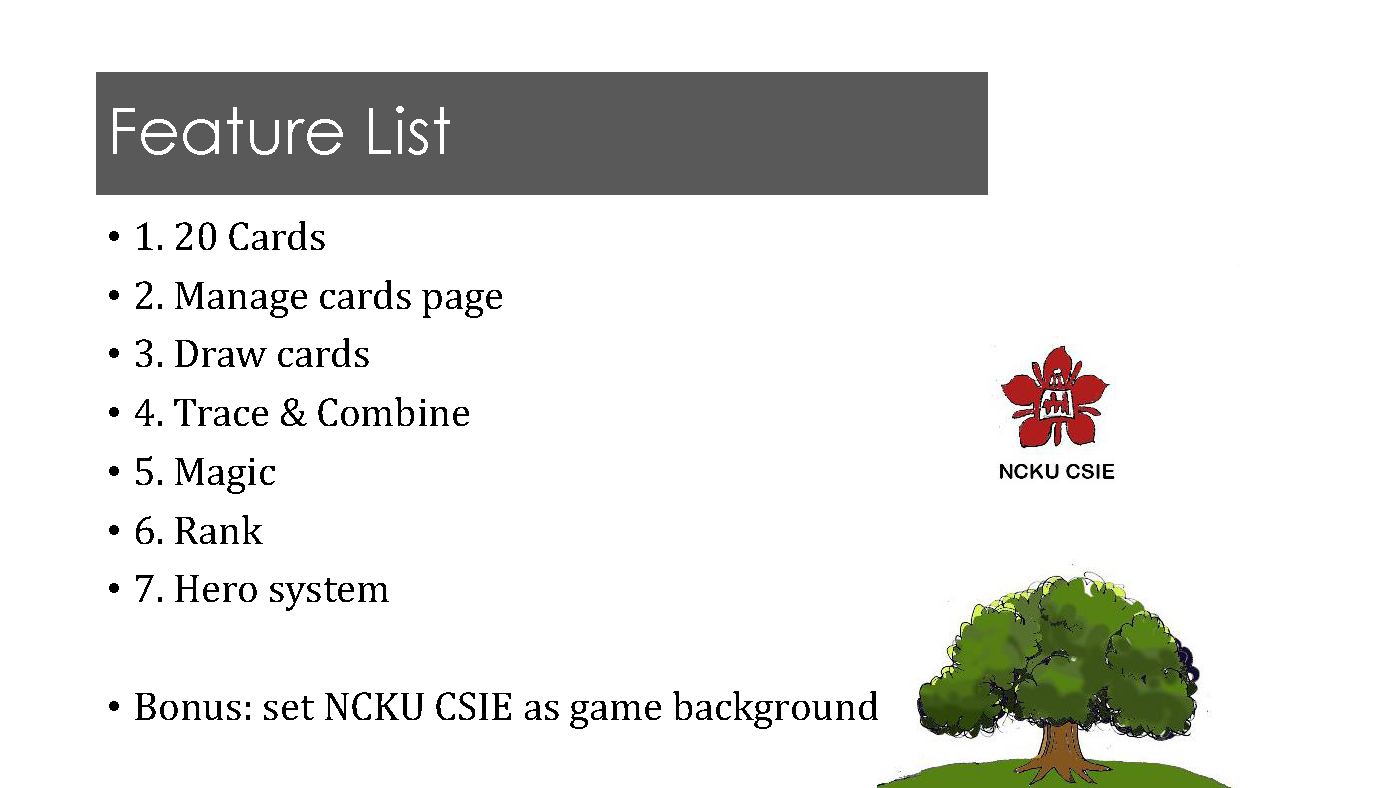 Feature List
• 1. 20 Cards
• 2. Manage cards page
• 3. Draw cards
• 4. Trace & Combine
• 5. Magic
• 6. Rank
• 7. Hero system
• Bonus: set NCKU CSIE as game background
NCKU CSIE